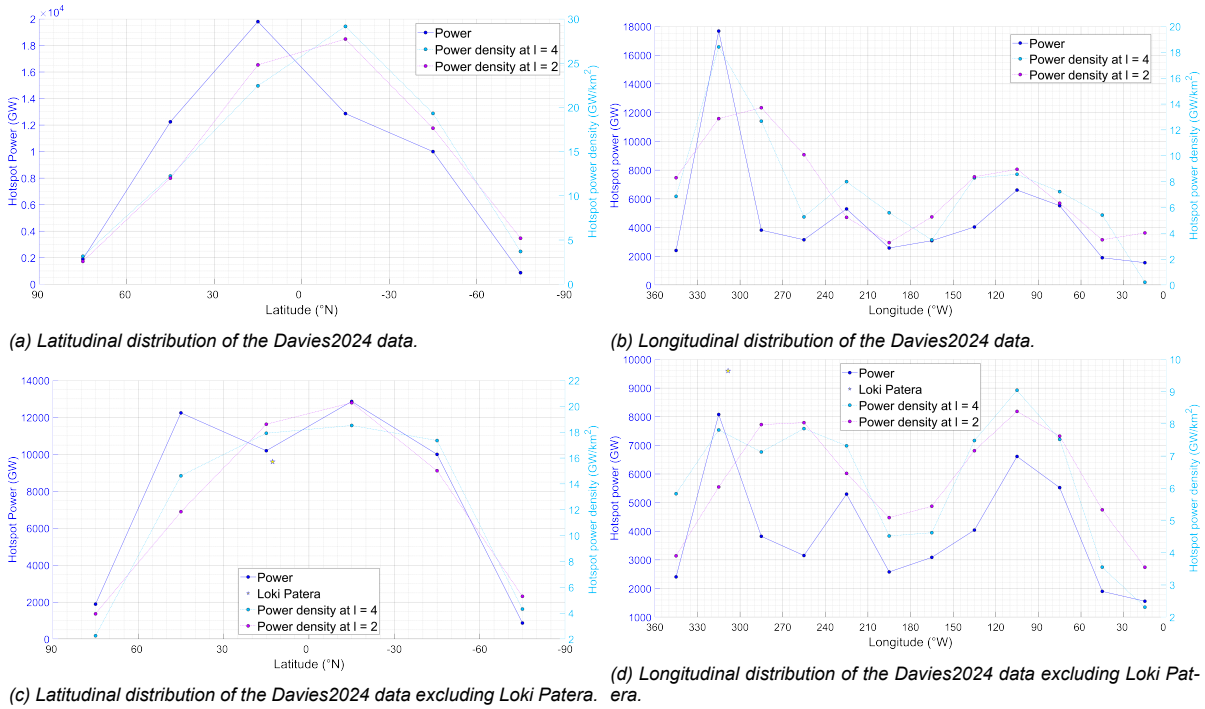 2 × 10⁴
1.8
1.6
1.4
1.2
1
0.8
0.6
0.4
0.2
0
Hotspot Power (GW)
30
25
20
15
10
5
0
Hotspot power density (GW/km²)
Power
Power density at l = 4
Power density at l = 2
90 60 30 0 -30 -60 -90
Latitude (°N)
(a) Latitudinal distribution of the Davies2024 data.
18000
16000
14000
12000
10000
8000
6000
4000
2000
0
Hotspot power (GW)
20
18
16
14
12
10
8
6
4
2
0
Hotspot power density (GW/km²)
Power
Power density at l = 4
Power density at l = 2
360 330 300 270 240 210 180 150 120 90 60 30 0
Longitude (°W)
(b) Longitudinal distribution of the Davies2024 data.
14000
12000
10000
8000
6000
4000
2000
0
Hotspot Power (GW)
22
20
18
16
14
12
10
8
6
4
2
Hotspot power density (GW/km²)
Power
Loki Patera
Power density at l = 4
Power density at l = 2
90 60 30 0 -30 -60 -90
Latitude (°N)
(c) Latitudinal distribution of the Davies2024 data excluding Loki Patera.
10000
9000
8000
7000
6000
5000
4000
3000
2000
1000
Hotspot power (GW)
10
9
8
7
6
5
4
3
2
Hotspot power density (GW/km²)
Power
Loki Patera
Power density at l = 4
Power density at l = 2
360 330 300 270 240 210 180 150 120 90 60 30 0
Longitude (°W)
(d) Longitudinal distribution of the Davies2024 data excluding Loki Pat-
era.